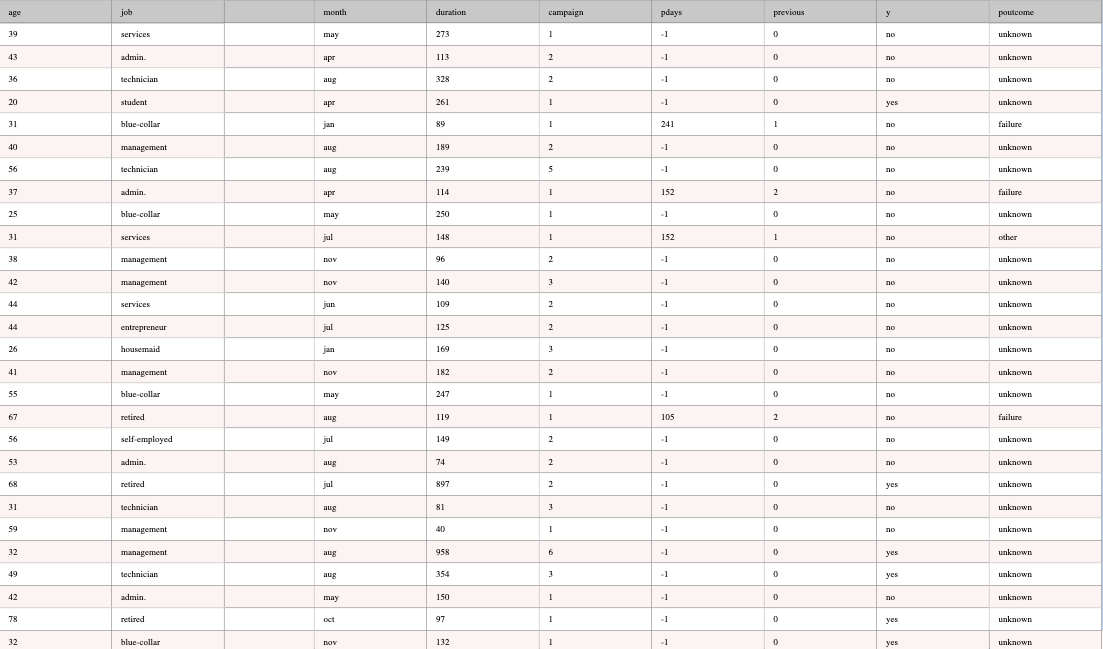 age job month duration campaign pdays previous y poutcome
39 services may 273 1 -1 0 no unknown
43 admin. apr 113 2 -1 0 no unknown
36 technician aug 328 2 -1 0 no unknown
20 student apr 261 1 -1 0 yes unknown
31 blue-collar jan 89 1 241 1 no failure
40 management aug 189 2 -1 0 no unknown
56 technician aug 239 5 -1 0 no unknown
37 admin. apr 114 1 152 2 no failure
25 blue-collar may 250 1 -1 0 no unknown
31 services jul 148 1 152 1 no other
38 management nov 96 2 -1 0 no unknown
42 management nov 140 3 -1 0 no unknown
44 services jun 109 2 -1 0 no unknown
44 entrepreneur jul 125 2 -1 0 no unknown
26 housemaid jan 169 3 -1 0 no unknown
41 management nov 182 2 -1 0 no unknown
55 blue-collar may 247 1 -1 0 no unknown
67 retired aug 119 1 105 2 no failure
56 self-employed jul 149 2 -1 0 no unknown
53 admin. aug 74 2 -1 0 no unknown
68 retired jul 897 2 -1 0 yes unknown
31 technician aug 81 3 -1 0 no unknown
59 management nov 40 1 -1 0 no unknown
32 management aug 958 6 -1 0 yes unknown
49 technician aug 354 3 -1 0 yes unknown
42 admin. may 150 1 -1 0 no unknown
78 retired oct 97 1 -1 0 yes unknown
32 blue-collar nov 132 1 -1 0 yes unknown